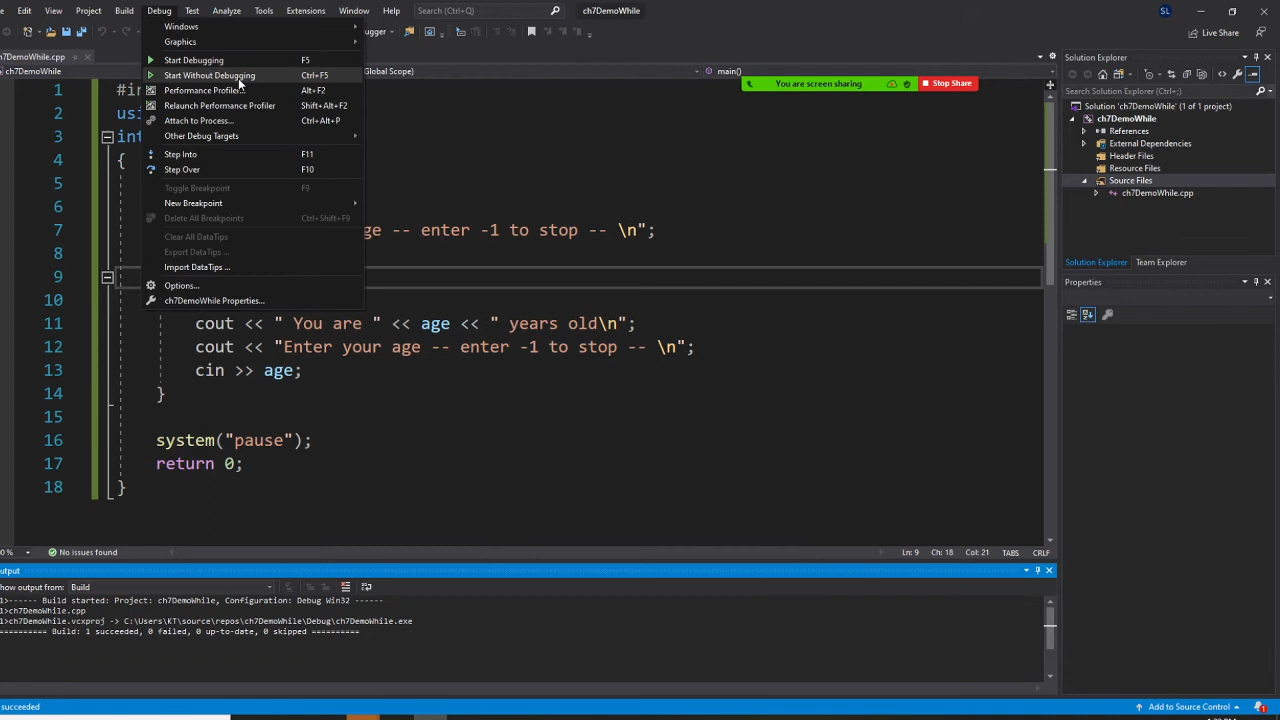 Edit View Project Build Debug Test Analyze Tools Extensions Window Help Search (Ctrl+Q) ch7DemoWhile SL
Live Share
Windows
Graphics
Start Debugging F5
Start Without Debugging Ctrl+F5
Performance Profiler... Alt+F2
Relaunch Performance Profiler Shift+Alt+F2
Attach to Process... Ctrl+Alt+P
Other Debug Targets
Step Into F11
Step Over F10
Toggle Breakpoint F9
New Breakpoint
Delete All Breakpoints Ctrl+Shift+F9
Clear All DataTips
Export DataTips ...
Import DataTips ...
Options...
ch7DemoWhile Properties...
h7DemoWhile.cpp
ch7DemoWhile Global Scope) main()
You are screen sharing Stop Share
1 #in
2 usi
3 int
4 {
5
6
7 ge -- enter -1 to stop -- \n";
8
9
10
11 cout << " You are " << age << " years old\n";
12 cout << "Enter your age -- enter -1 to stop -- \n";
13 cin >> age;
14 }
15
16 system("pause");
17 return 0;
18 }
0 % No issues found Ln: 9 Ch: 18 Col: 21 TABS CRLF
Solution Explorer
Search Solution Explorer (Ctrl+;)
Solution 'ch7DemoWhile' (1 of 1 project)
ch7DemoWhile
References
External Dependencies
Header Files
Resource Files
Source Files
ch7DemoWhile.cpp
Solution Explorer Team Explorer
Properties
Output
how output from: Build
1>------ Build started: Project: ch7DemoWhile, Configuration: Debug Win32 ------
1>ch7DemoWhile.cpp
1>ch7DemoWhile.vcxproj -> C:\Users\KT\source\repos\ch7DemoWhile\Debug\ch7DemoWhile.exe
========== Build: 1 succeeded, 0 failed, 0 up-to-date, 0 skipped ==========
succeeded Add to Source Control 1